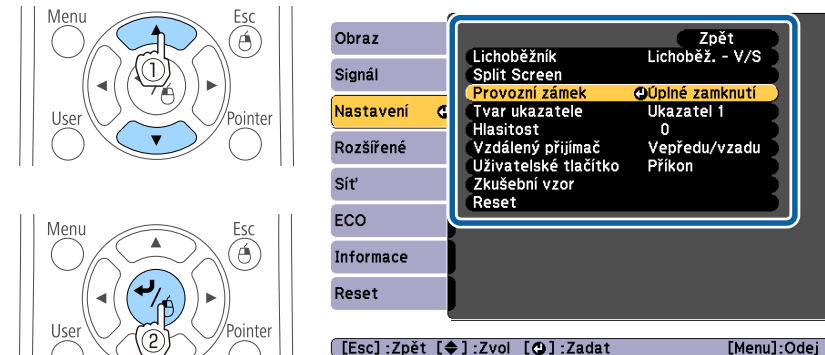 Menu
Esc
1
User
Pointer
Menu
Esc
User
Pointer
2
Obraz
Signál
Nastavení
Rozšířené
Síť
ECO
Informace
Reset
Zpět
Lichoběžník Lichoběž. - V/S
Split Screen
Provozní zámek Úplné zamknutí
Tvar ukazatele Ukazatel 1
Hlasitost 0
Vzdálený přijímač Vepředu/vzadu
Uživatelské tlačítko Příkon
Zkušební vzor
Reset
[Esc] :Zpět [◆] :Zvol [⏎] :Zadat [Menu]:Odej